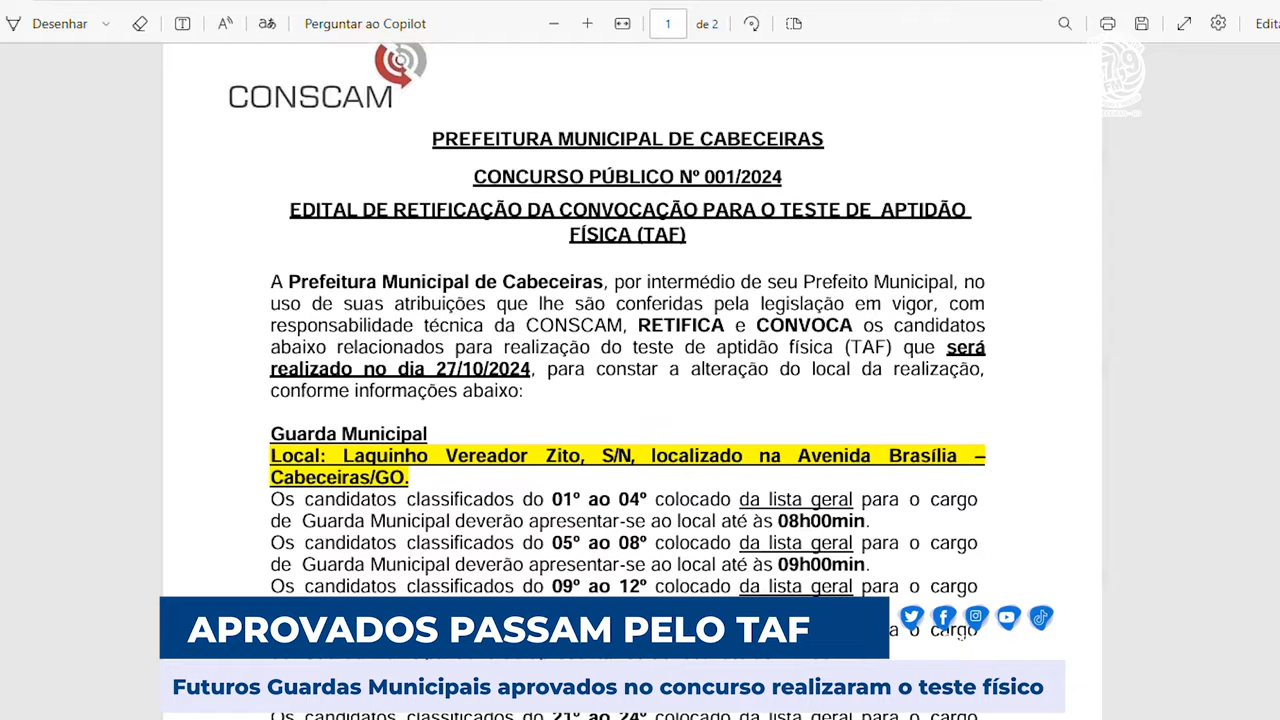 Desenhar
Perguntar ao Copilot
1 de 2
CONSCAM
PREFEITURA MUNICIPAL DE CABECEIRAS
CONCURSO PÚBLICO Nº 001/2024
EDITAL DE RETIFICAÇÃO DA CONVOCAÇÃO PARA O TESTE DE APTIDÃO
FÍSICA (TAF)
A Prefeitura Municipal de Cabeceiras, por intermédio de seu Prefeito Municipal, no
uso de suas atribuições que lhe são conferidas pela legislação em vigor, com
responsabilidade técnica da CONSCAM, RETIFICA e CONVOCA os candidatos
abaixo relacionados para realização do teste de aptidão física (TAF) que será
realizado no dia 27/10/2024, para constar a alteração do local da realização,
conforme informações abaixo:
Guarda Municipal
Local: Laquinho Vereador Zito, S/N, localizado na Avenida Brasília –
Cabeceiras/GO.
Os candidatos classificados do 01º ao 04º colocado da lista geral para o cargo
de Guarda Municipal deverão apresentar-se ao local até às 08h00min.
Os candidatos classificados do 05º ao 08º colocado da lista geral para o cargo
de Guarda Municipal deverão apresentar-se ao local até às 09h00min.
Os candidatos classificados do 09º ao 12º colocado da lista geral para o cargo
a o cargo
APROVADOS PASSAM PELO TAF
Futuros Guardas Municipais aprovados no concurso realizaram o teste físico